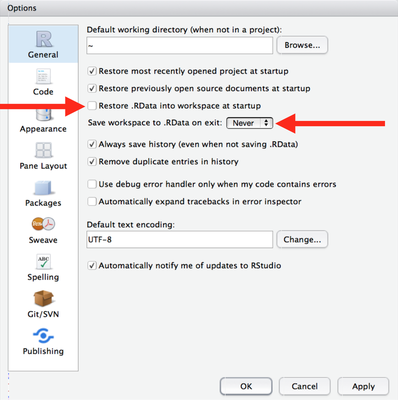 Options
General
Code
Appearance
Pane Layout
Packages
Sweave
ABC
Spelling
Git/SVN
Publishing
Default working directory (when not in a project):
~
Browse...
Restore most recently opened project at startup
Restore previously open source documents at startup
Restore .RData into workspace at startup
Save workspace to .RData on exit: Never
Always save history (even when not saving .RData)
Remove duplicate entries in history
Use debug error handler only when my code contains errors
Automatically expand tracebacks in error inspector
Default text encoding:
UTF-8
Change...
Automatically notify me of updates to RStudio
OK
Cancel
Apply